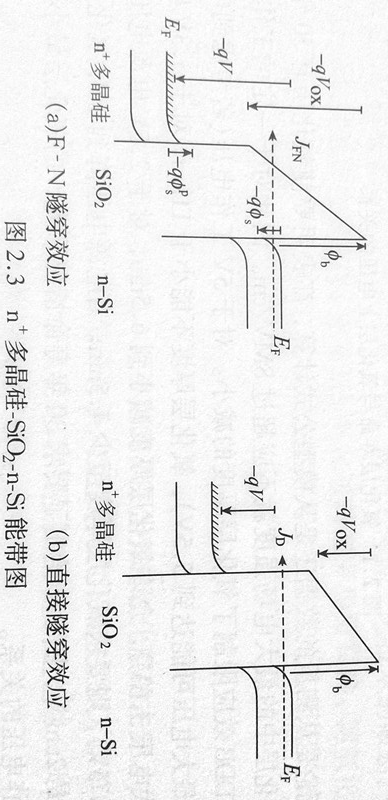 E_F
-qV
-qV_OX
J_FN
-qϕ_s^p
-qϕ_s
ϕ_b
E_F
n⁺多晶硅
SiO₂
n-Si
(a)F-N隧穿效应
-qV
-qV_OX
J_D
ϕ_b
E_F
n⁺多晶硅
SiO₂
n-Si
(b)直接隧穿效应
图 2.3 n⁺多晶硅-SiO₂-n-Si 能带图